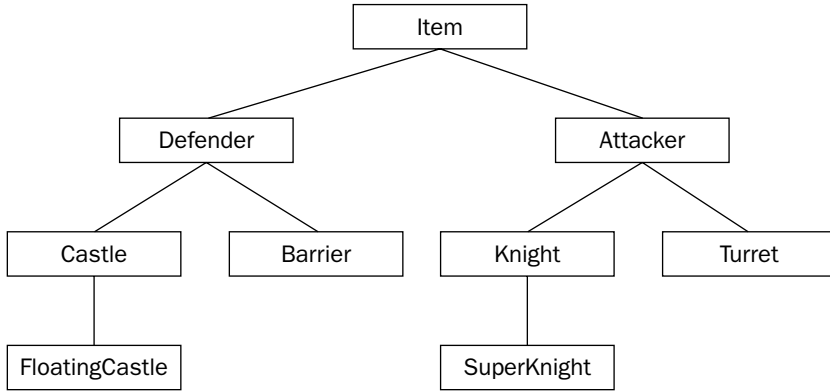 Item
Defender
Attacker
Castle
Barrier
Knight
Turret
FloatingCastle
SuperKnight